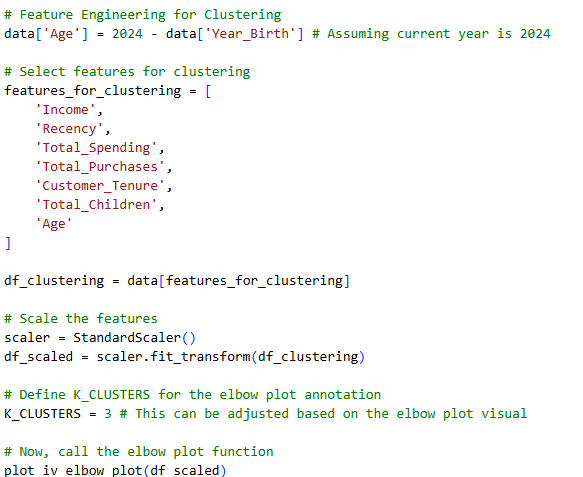 # Feature Engineering for Clustering
data['Age'] = 2024 - data['Year_Birth'] # Assuming current year is 2024
# Select features for clustering
features_for_clustering = [
'Income',
'Recency',
'Total_Spending',
'Total_Purchases',
'Customer_Tenure',
'Total_Children',
'Age'
]
df_clustering = data[features_for_clustering]
# Scale the features
scaler = StandardScaler()
df_scaled = scaler.fit_transform(df_clustering)
# Define K_CLUSTERS for the elbow plot annotation
K_CLUSTERS = 3 # This can be adjusted based on the elbow plot visual
# Now, call the elbow plot function
plot iv elbow plot(df scaled)